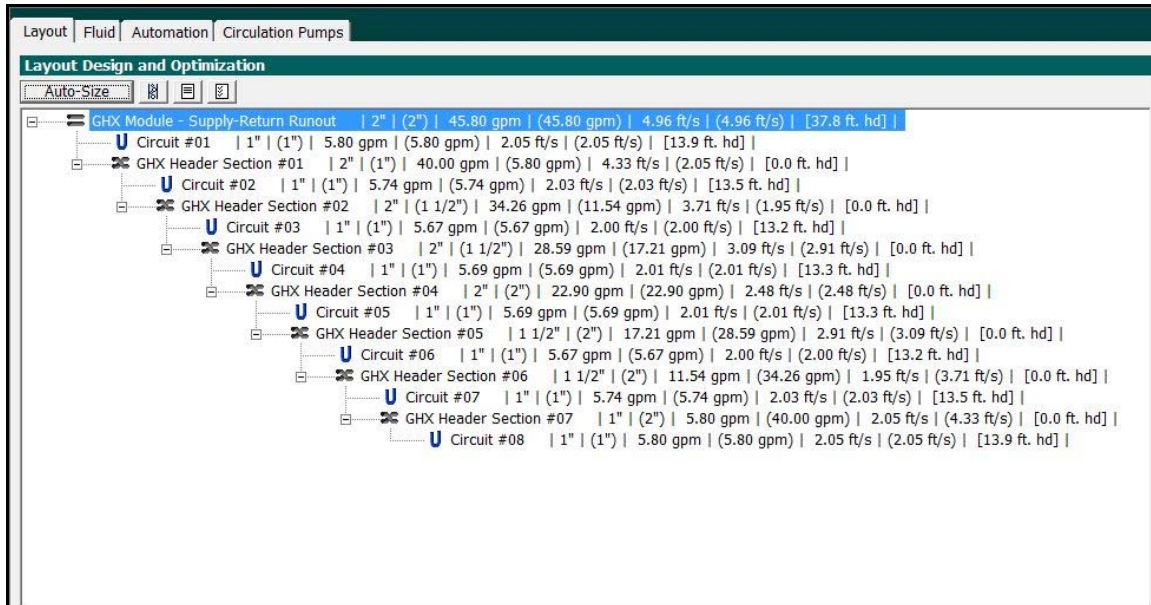 Layout Fluid Automation Circulation Pumps
Layout Design and Optimization
Auto-Size
GHX Module - Supply-Return Runout | 2" | (2") | 45.80 gpm | (45.80 gpm) | 4.96 ft/s | (4.96 ft/s) | [37.8 ft. hd] |
Circuit #01 | 1" | (1") | 5.80 gpm | (5.80 gpm) | 2.05 ft/s | (2.05 ft/s) | [13.9 ft. hd] |
GHX Header Section #01 | 2" | (1") | 40.00 gpm | (5.80 gpm) | 4.33 ft/s | (2.05 ft/s) | [0.0 ft. hd] |
Circuit #02 | 1" | (1") | 5.74 gpm | (5.74 gpm) | 2.03 ft/s | (2.03 ft/s) | [13.5 ft. hd] |
GHX Header Section #02 | 2" | (1 1/2") | 34.26 gpm | (11.54 gpm) | 3.71 ft/s | (1.95 ft/s) | [0.0 ft. hd] |
Circuit #03 | 1" | (1") | 5.67 gpm | (5.67 gpm) | 2.00 ft/s | (2.00 ft/s) | [13.2 ft. hd] |
GHX Header Section #03 | 2" | (1 1/2") | 28.59 gpm | (17.21 gpm) | 3.09 ft/s | (2.91 ft/s) | [0.0 ft. hd] |
Circuit #04 | 1" | (1") | 5.69 gpm | (5.69 gpm) | 2.01 ft/s | (2.01 ft/s) | [13.3 ft. hd] |
GHX Header Section #04 | 2" | (2") | 22.90 gpm | (22.90 gpm) | 2.48 ft/s | (2.48 ft/s) | [0.0 ft. hd] |
Circuit #05 | 1" | (1") | 5.69 gpm | (5.69 gpm) | 2.01 ft/s | (2.01 ft/s) | [13.3 ft. hd] |
GHX Header Section #05 | 1 1/2" | (2") | 17.21 gpm | (28.59 gpm) | 2.91 ft/s | (3.09 ft/s) | [0.0 ft. hd] |
Circuit #06 | 1" | (1") | 5.67 gpm | (5.67 gpm) | 2.00 ft/s | (2.00 ft/s) | [13.2 ft. hd] |
GHX Header Section #06 | 1 1/2" | (2") | 11.54 gpm | (34.26 gpm) | 1.95 ft/s | (3.71 ft/s) | [0.0 ft. hd] |
Circuit #07 | 1" | (1") | 5.74 gpm | (5.74 gpm) | 2.03 ft/s | (2.03 ft/s) | [13.5 ft. hd] |
GHX Header Section #07 | 1" | (2") | 5.80 gpm | (40.00 gpm) | 2.05 ft/s | (4.33 ft/s) | [0.0 ft. hd] |
Circuit #08 | 1" | (1") | 5.80 gpm | (5.80 gpm) | 2.05 ft/s | (2.05 ft/s) | [13.9 ft. hd] |